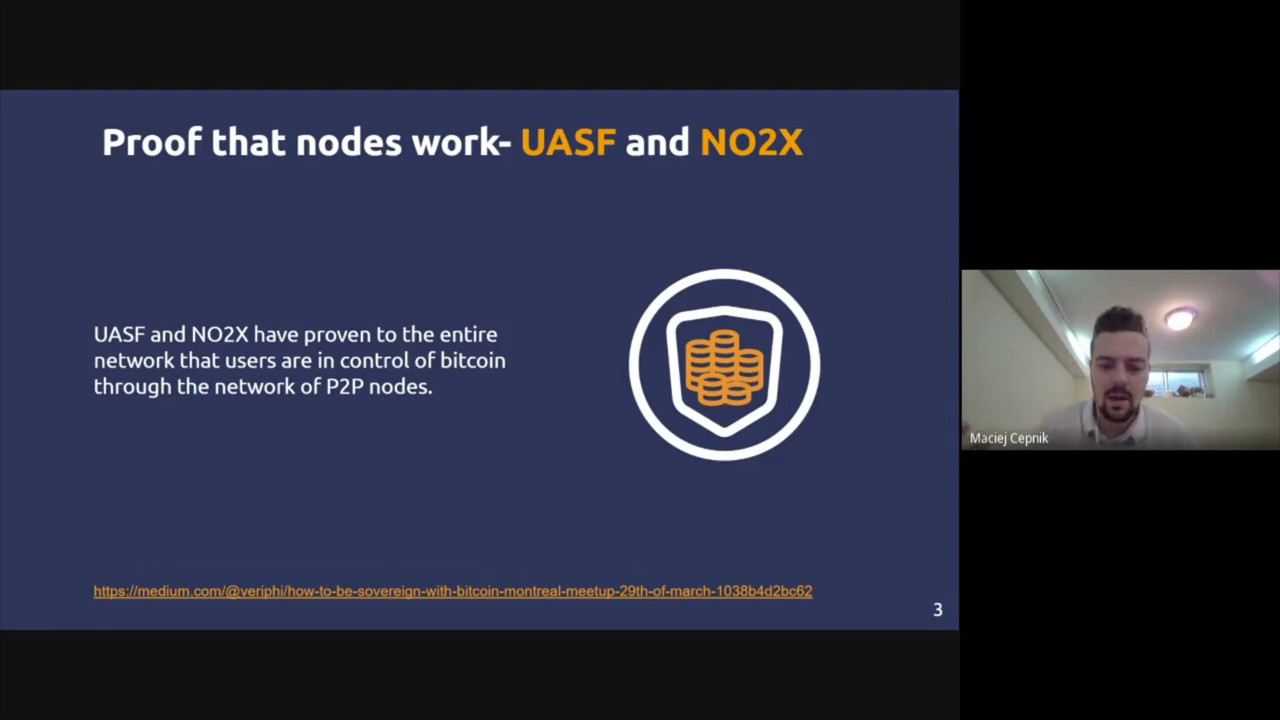 Proof that nodes work- UASF and NO2X
UASF and NO2X have proven to the entire
network that users are in control of bitcoin
through the network of P2P nodes.
https://medium.com/@veriphi/how-to-be-sovereign-with-bitcoin-montreal-meetup-29th-of-march-1038b4d2bc62
3
Maciej Cepnik